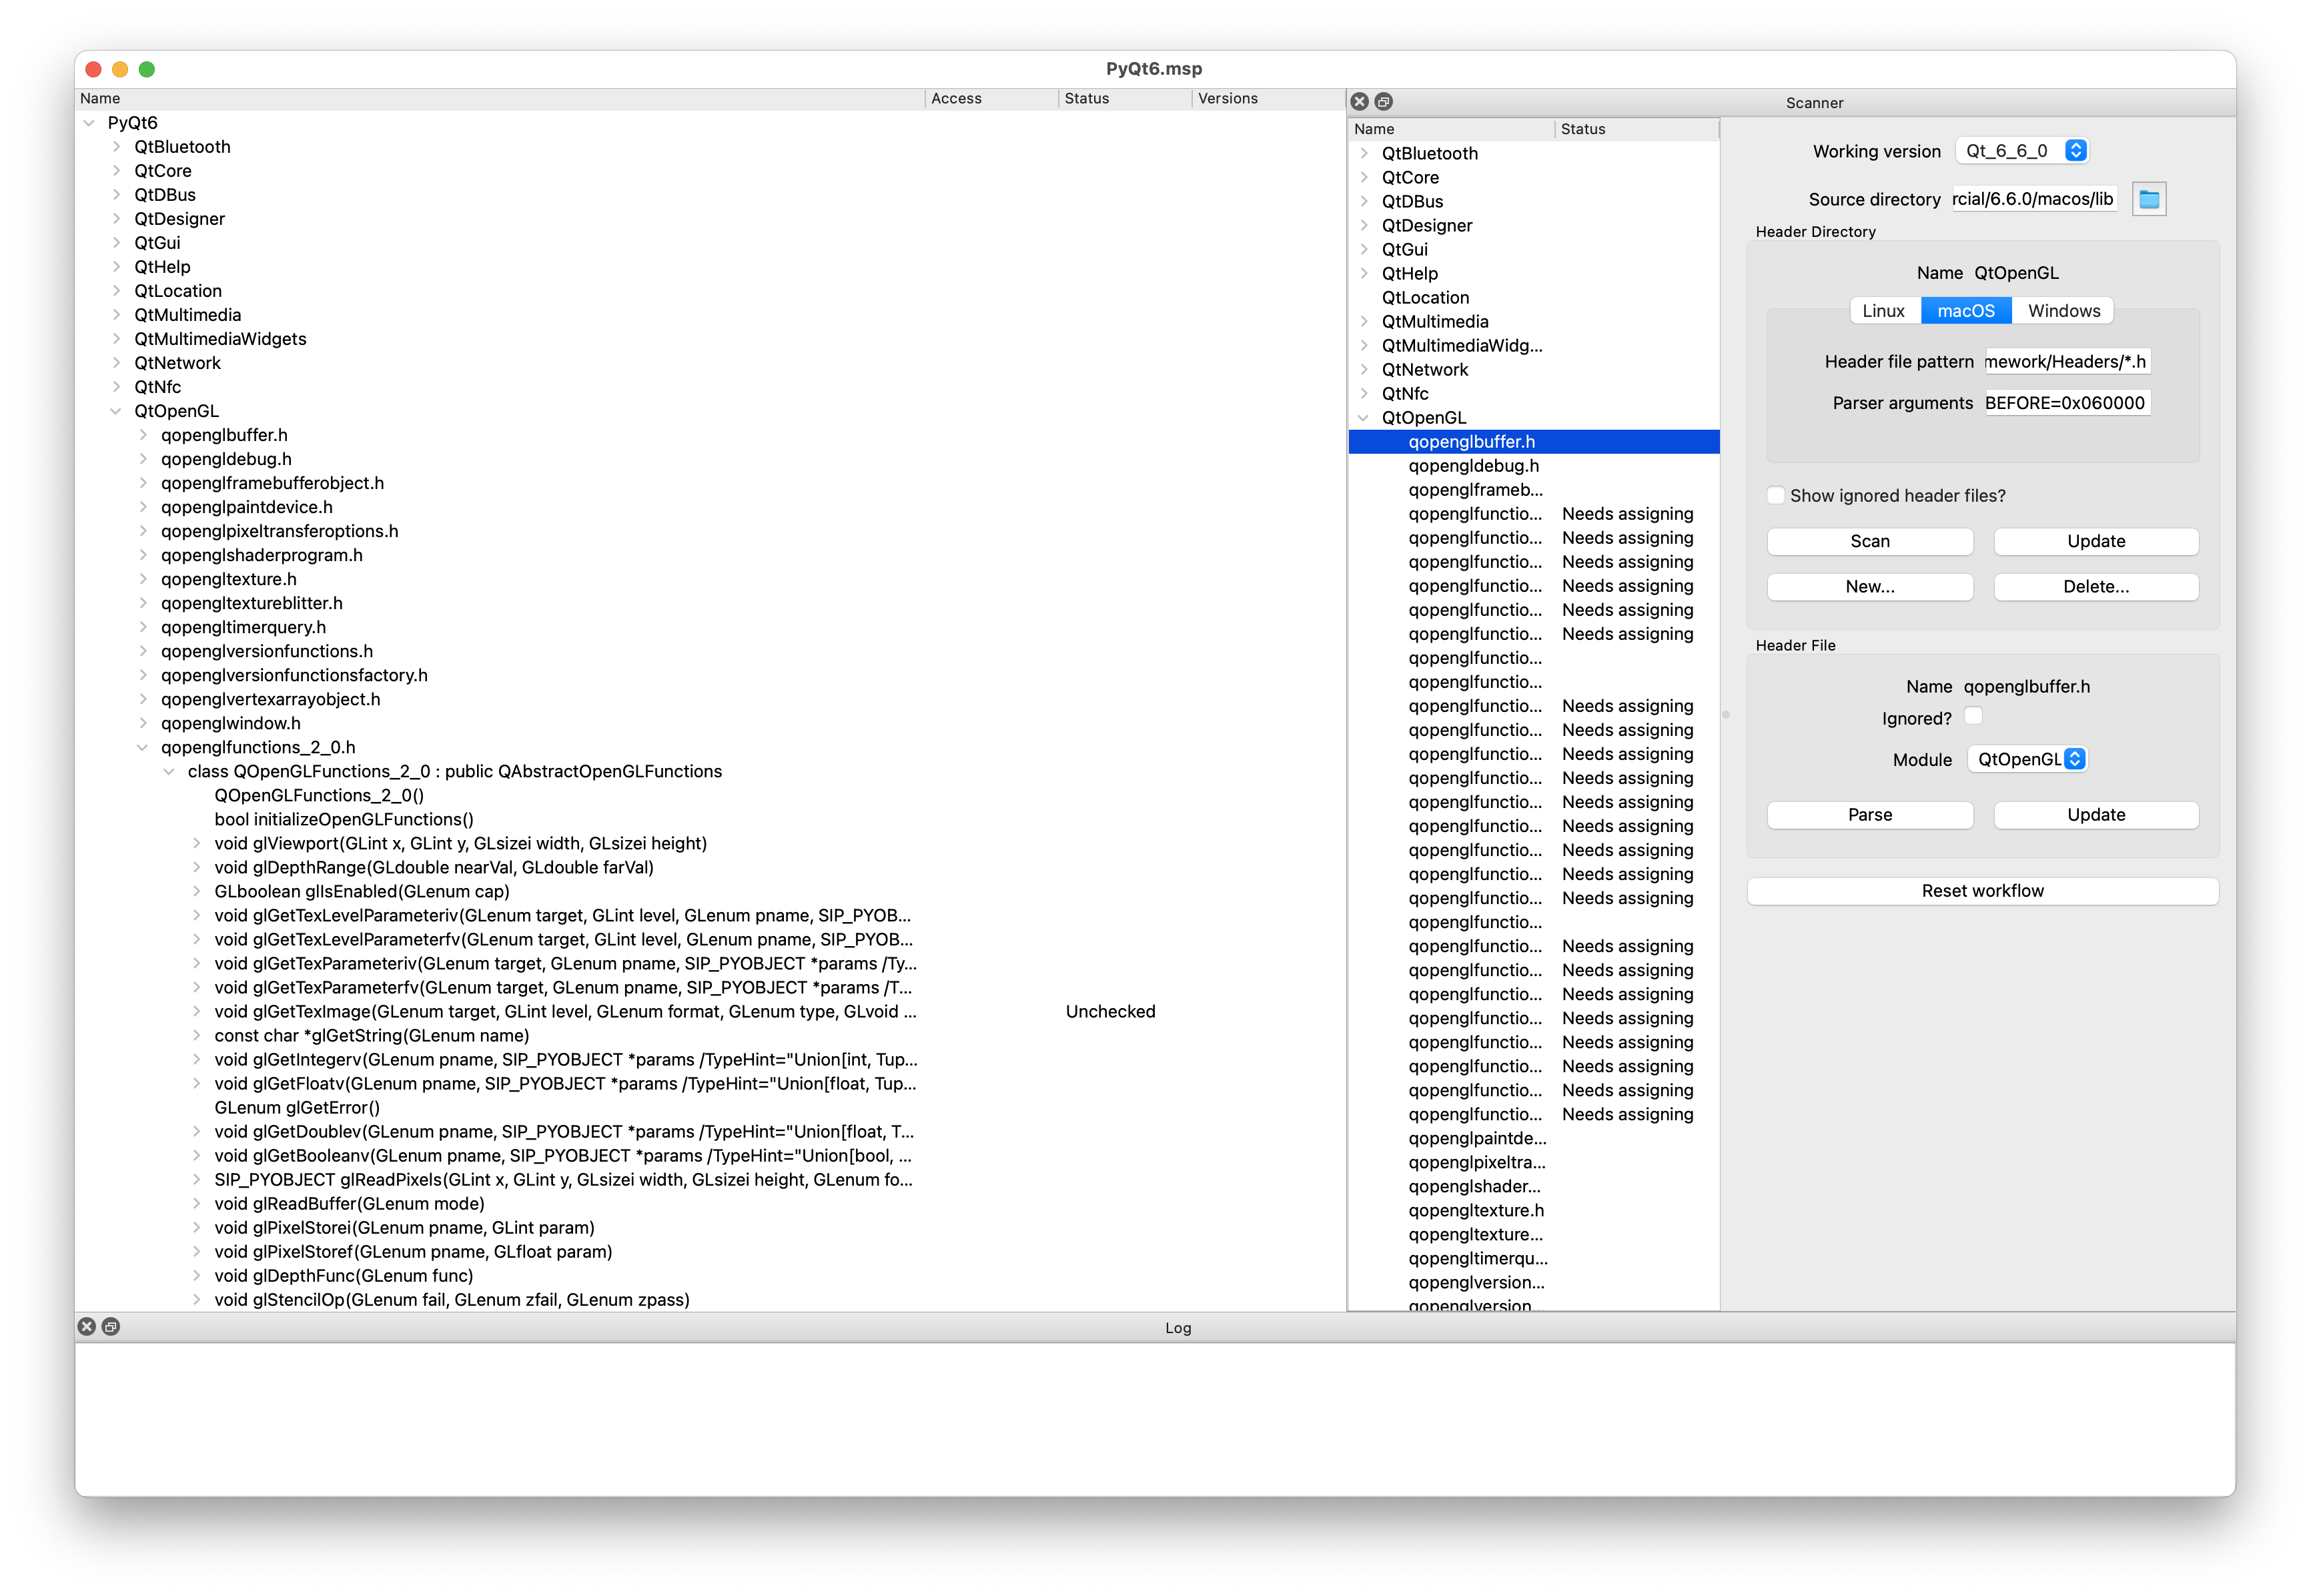 PyQt6.msp
Name Access Status Versions
PyQt6
QtBluetooth
QtCore
QtDBus
QtDesigner
QtGui
QtHelp
QtLocation
QtMultimedia
QtMultimediaWidgets
QtNetwork
QtNfc
QtOpenGL
qopenglbuffer.h
qopengldebug.h
qopenglframebufferobject.h
qopenglpaintdevice.h
qopenglpixeltransferoptions.h
qopenglshaderprogram.h
qopengltexture.h
qopengltextureblitter.h
qopengltimerquery.h
qopenglversionfunctions.h
qopenglversionfunctionsfactory.h
qopenglvertexarrayobject.h
qopenglwindow.h
qopenglfunctions_2_0.h
class QOpenGLFunctions_2_0 : public QAbstractOpenGLFunctions
QOpenGLFunctions_2_0()
bool initializeOpenGLFunctions()
void glViewport(GLint x, GLint y, GLsizei width, GLsizei height)
void glDepthRange(GLdouble nearVal, GLdouble farVal)
GLboolean glIsEnabled(GLenum cap)
void glGetTexLevelParameteriv(GLenum target, GLint level, GLenum pname, SIP_PYOB...
void glGetTexLevelParameterfv(GLenum target, GLint level, GLenum pname, SIP_PYOB...
void glGetTexParameteriv(GLenum target, GLenum pname, SIP_PYOBJECT *params /Ty...
void glGetTexParameterfv(GLenum target, GLenum pname, SIP_PYOBJECT *params /T...
void glGetTexImage(GLenum target, GLint level, GLenum format, GLenum type, GLvoid ... Unchecked
const char *glGetString(GLenum name)
void glGetIntegerv(GLenum pname, SIP_PYOBJECT *params /TypeHint="Union[int, Tup...
void glGetFloatv(GLenum pname, SIP_PYOBJECT *params /TypeHint="Union[float, Tup...
GLenum glGetError()
void glGetDoublev(GLenum pname, SIP_PYOBJECT *params /TypeHint="Union[float, T...
void glGetBooleanv(GLenum pname, SIP_PYOBJECT *params /TypeHint="Union[bool, ...
SIP_PYOBJECT glReadPixels(GLint x, GLint y, GLsizei width, GLsizei height, GLenum fo...
void glReadBuffer(GLenum mode)
void glPixelStorei(GLenum pname, GLint param)
void glPixelStoref(GLenum pname, GLfloat param)
void glDepthFunc(GLenum func)
void glStencilOp(GLenum fail, GLenum zfail, GLenum zpass)
Scanner
Name Status
QtBluetooth
QtCore
QtDBus
QtDesigner
QtGui
QtHelp
QtLocation
QtMultimedia
QtMultimediaWidg...
QtNetwork
QtNfc
QtOpenGL
qopenglbuffer.h
qopengldebug.h
qopenglframeb...
qopenglfunctio... Needs assigning
qopenglfunctio... Needs assigning
qopenglfunctio... Needs assigning
qopenglfunctio... Needs assigning
qopenglfunctio... Needs assigning
qopenglfunctio... Needs assigning
qopenglfunctio...
qopenglfunctio...
qopenglfunctio... Needs assigning
qopenglfunctio... Needs assigning
qopenglfunctio... Needs assigning
qopenglfunctio... Needs assigning
qopenglfunctio... Needs assigning
qopenglfunctio... Needs assigning
qopenglfunctio... Needs assigning
qopenglfunctio... Needs assigning
qopenglfunctio... Needs assigning
qopenglfunctio...
qopenglfunctio... Needs assigning
qopenglfunctio... Needs assigning
qopenglfunctio... Needs assigning
qopenglfunctio... Needs assigning
qopenglfunctio... Needs assigning
qopenglfunctio... Needs assigning
qopenglfunctio... Needs assigning
qopenglfunctio... Needs assigning
qopenglpaintde...
qopenglpixeltra...
qopenglshader...
qopengltexture.h
qopengltexture...
qopengltimerqu...
qopenglversion...
qopenglversion...
Working version Qt_6_6_0
Source directory rcial/6.6.0/macos/lib
Header Directory
Name QtOpenGL
Linux macOS Windows
Header file pattern mework/Headers/*.h
Parser arguments BEFORE=0x060000
Show ignored header files?
Scan Update
New... Delete...
Header File
Name qopenglbuffer.h
Ignored?
Module QtOpenGL
Parse Update
Reset workflow
Log